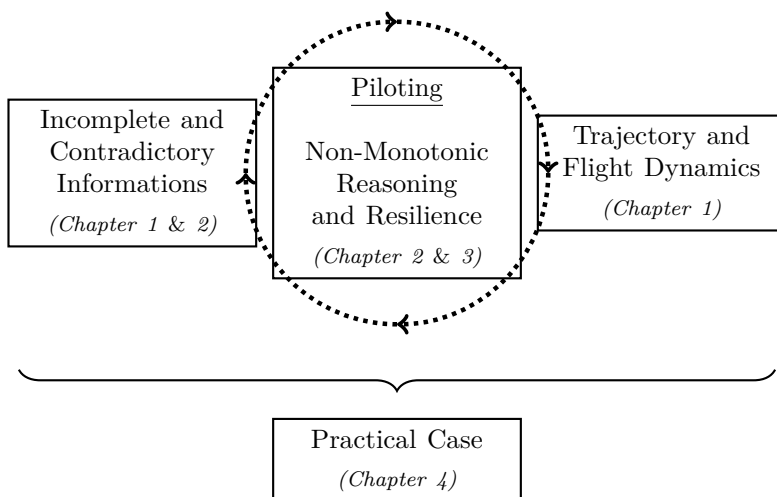 Piloting
Incomplete and
Contradictory
Informations
(Chapter 1 & 2)
Non-Monotonic
Reasoning
and Resilience
(Chapter 2 & 3)
Trajectory and
Flight Dynamics
(Chapter 1)
Practical Case
(Chapter 4)